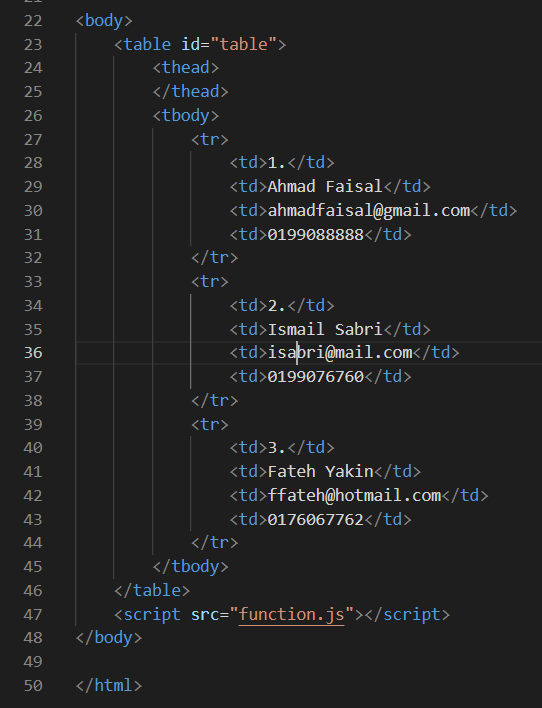 22 <body>
23 <table id="table">
24 <thead>
25 </thead>
26 <tbody>
27 <tr>
28 <td>1.</td>
29 <td>Ahmad Faisal</td>
30 <td>ahmadfaisal@gmail.com</td>
31 <td>0199088888</td>
32 </tr>
33 <tr>
34 <td>2.</td>
35 <td>Ismail Sabri</td>
36 <td>isabri@mail.com</td>
37 <td>0199076760</td>
38 </tr>
39 <tr>
40 <td>3.</td>
41 <td>Fateh Yakin</td>
42 <td>ffateh@hotmail.com</td>
43 <td>0176067762</td>
44 </tr>
45 </tbody>
46 </table>
47 <script src="function.js"></script>
48 </body>
49
50 </html>